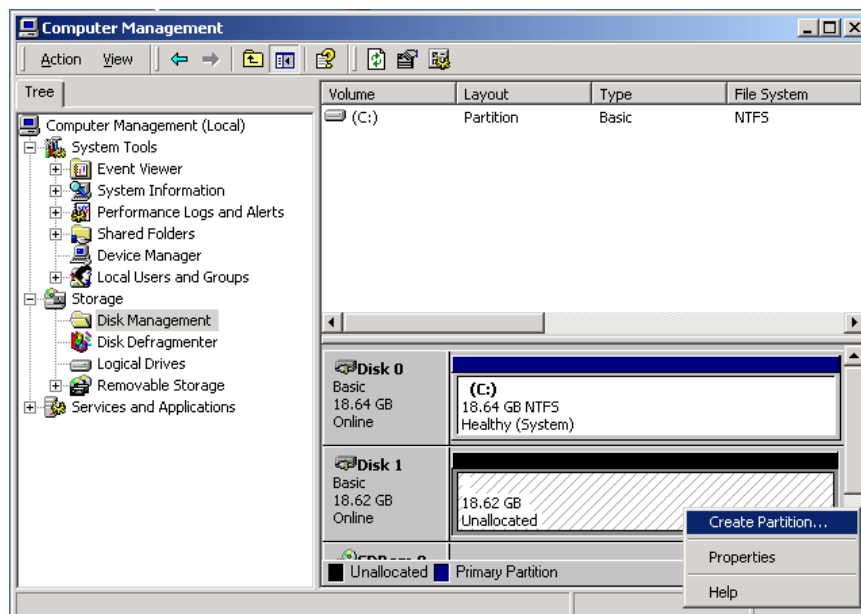 Computer Management
Action View
Tree
Computer Management (Local)
System Tools
Event Viewer
System Information
Performance Logs and Alerts
Shared Folders
Device Manager
Local Users and Groups
Storage
Disk Management
Disk Defragmenter
Logical Drives
Removable Storage
Services and Applications
Volume Layout Type File System
(C:) Partition Basic NTFS
Disk 0
Basic
18.64 GB
Online
(C:)
18.64 GB NTFS
Healthy (System)
Disk 1
Basic
18.62 GB
Online
18.62 GB
Unallocated
Unallocated Primary Partition
Create Partition...
Properties
Help